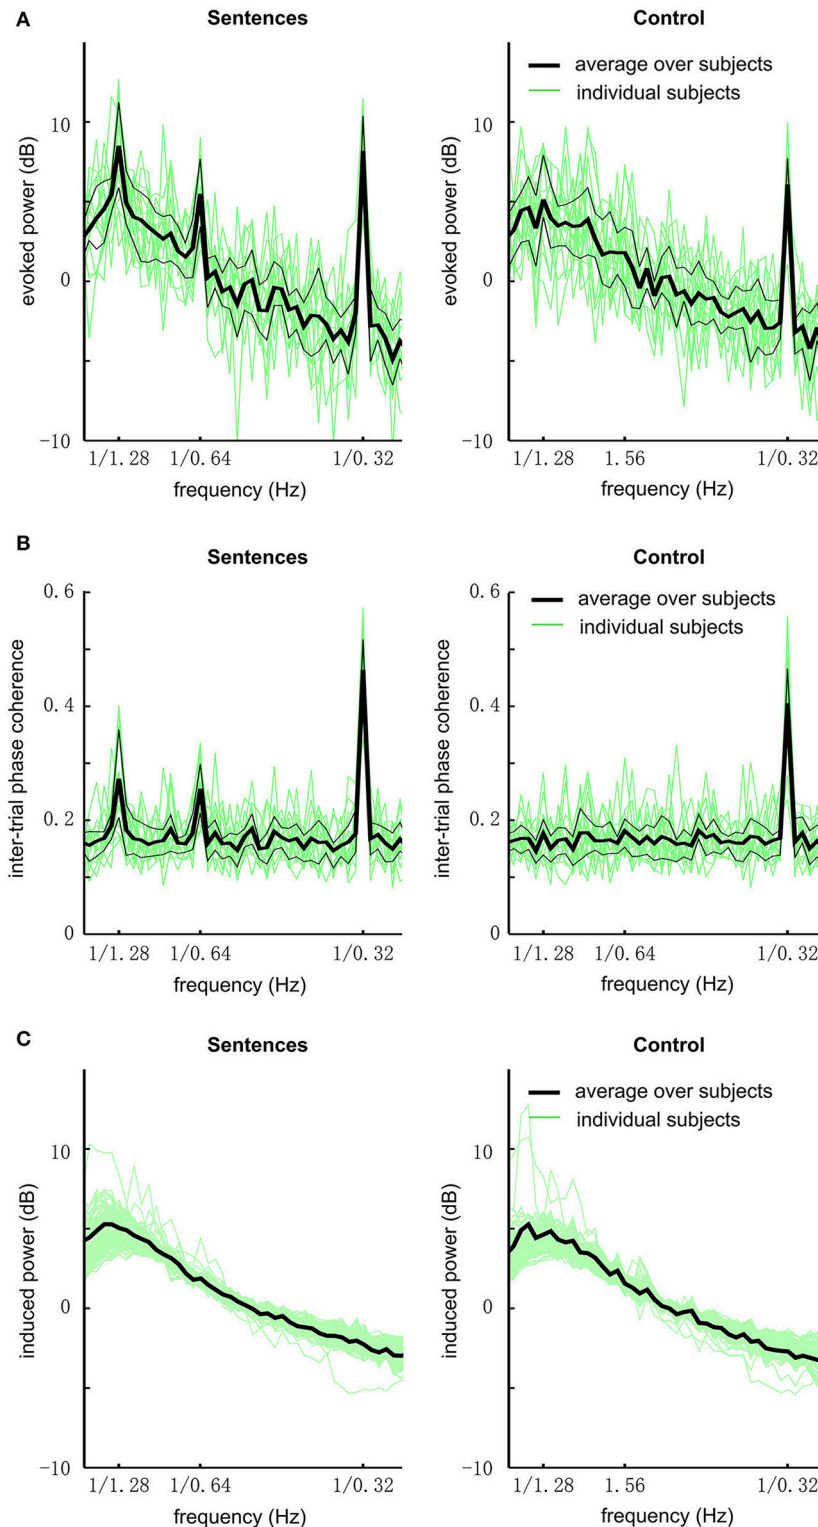 A
Sentences
Control
average over subjects
individual subjects
evoked power (dB)
10
0
−10
1/1.28 1/0.64 1/0.32
frequency (Hz)
evoked power (dB)
10
0
−10
1/1.28 1.56 1/0.32
frequency (Hz)
B
Sentences
Control
average over subjects
individual subjects
inter-trial phase coherence
0.6
0.4
0.2
0
1/1.28 1/0.64 1/0.32
frequency (Hz)
inter-trial phase coherence
0.6
0.4
0.2
0
1/1.28 1/0.64 1/0.32
frequency (Hz)
C
Sentences
Control
average over subjects
individual subjects
induced power (dB)
10
0
−10
1/1.28 1/0.64 1/0.32
frequency (Hz)
induced power (dB)
10
0
−10
1/1.28 1.56 1/0.32
frequency (Hz)